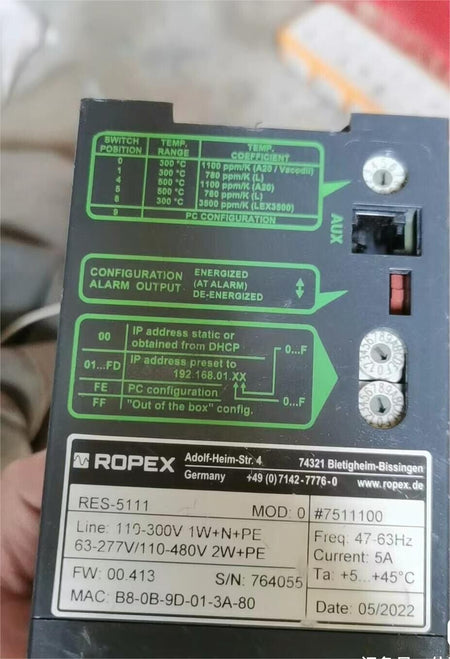 SWITCH POSITION TEMP. RANGE TEMP. COEFFICIENT
0 300 °C 1100 ppm/K (A20 / Vacodil)
1 300 °C 780 ppm/K (L)
4 500 °C 1100 ppm/K (A20)
5 500 °C 780 ppm/K (L)
8 300 °C 3500 ppm/K (LEX3500)
9 PC CONFIGURATION
AUX
CONFIGURATION ALARM OUTPUT
ENERGIZED
(AT ALARM)
DE-ENERGIZED
00 IP address static or
obtained from DHCP
0...F
01...FD IP address preset to
192.168.01.XX
FE PC configuration
FF "Out of the box" config.
0...F
ROPEX Adolf-Heim-Str. 4 74321 Bietigheim-Bissingen
Germany +49 (0)7142-7776-0 www.ropex.de
RES-5111 MOD: 0 #7511100
Line: 110-300V 1W+N+PE Freq: 47-63Hz
63-277V/110-480V 2W+PE Current: 5A
FW: 00.413 S/N: 764055 Ta: +5...+45°C
MAC: B8-0B-9D-01-3A-80 Date: 05/2022